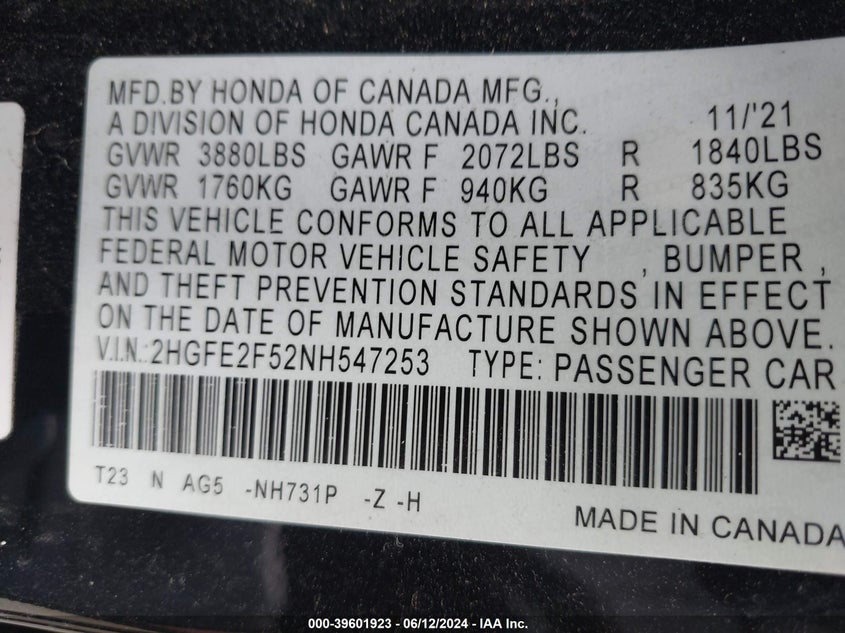 MFD.BY HONDA OF CANADA MFG.,
A DIVISION OF HONDA CANADA INC. 11/'21
GVWR 3880LBS GAWR F 2072LBS R 1840LBS
GVWR 1760KG GAWR F 940KG R 835KG
THIS VEHICLE CONFORMS TO ALL APPLICABLE
FEDERAL MOTOR VEHICLE SAFETY , BUMPER ,
AND THEFT PREVENTION STANDARDS IN EFFECT
ON THE DATE OF MANUFACTURE SHOWN ABOVE.
V.I.N.:2HGFE2F52NH547253 TYPE: PASSENGER CAR
T23 N AG5 -NH731P -Z -H
MADE IN CANADA
000-39601923 - 06/12/2024 - IAA Inc.